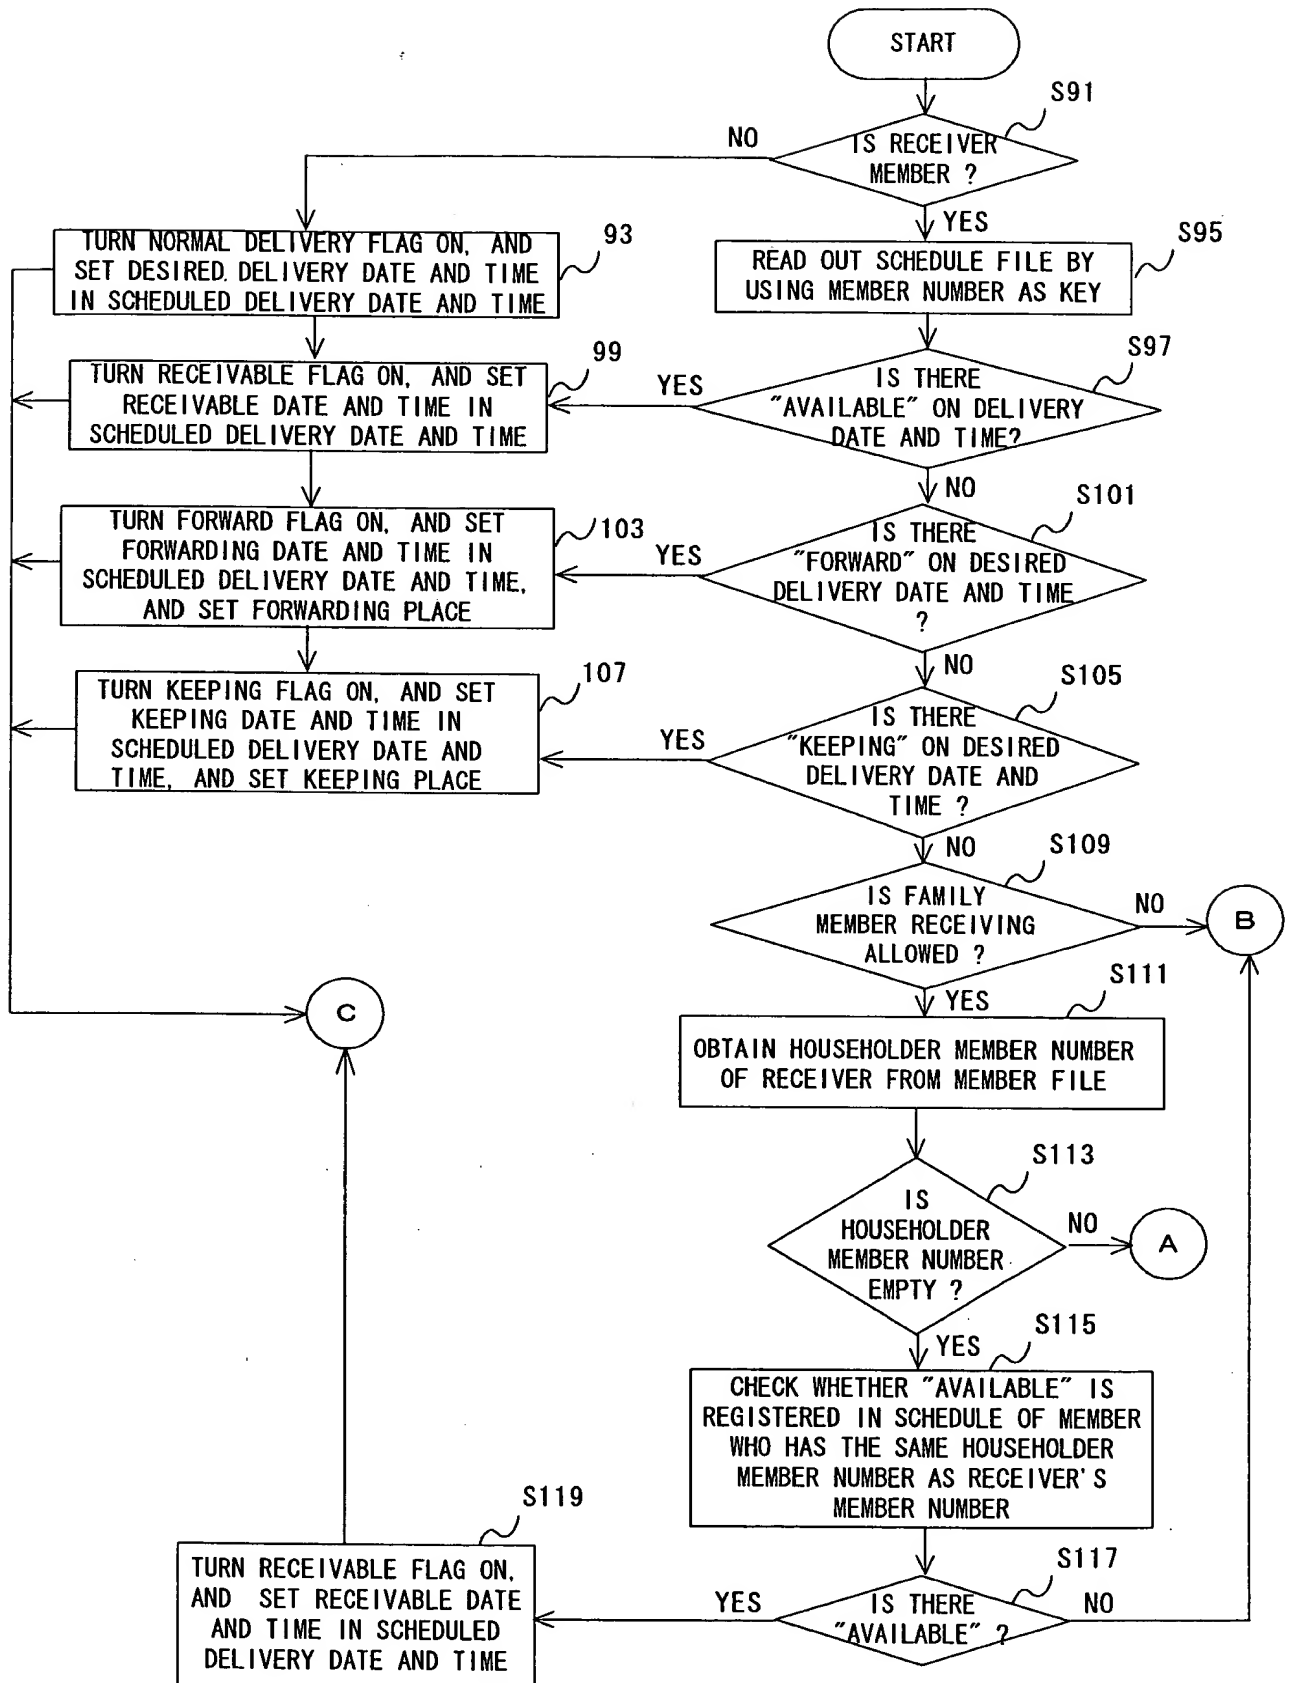 START
S91
IS RECEIVER
MEMBER ?
NO
YES
93
TURN NORMAL DELIVERY FLAG ON, AND
SET DESIRED. DELIVERY DATE AND TIME
IN SCHEDULED DELIVERY DATE AND TIME
S95
READ OUT SCHEDULE FILE BY
USING MEMBER NUMBER AS KEY
S97
IS THERE
"AVAILABLE" ON DELIVERY
DATE AND TIME?
YES
NO
99
TURN RECEIVABLE FLAG ON, AND SET
RECEIVABLE DATE AND TIME IN
SCHEDULED DELIVERY DATE AND TIME
S101
IS THERE
"FORWARD" ON DESIRED
DELIVERY DATE AND TIME
?
YES
NO
103
TURN FORWARD FLAG ON, AND SET
FORWARDING DATE AND TIME IN
SCHEDULED DELIVERY DATE AND TIME,
AND SET FORWARDING PLACE
S105
IS THERE
"KEEPING" ON DESIRED
DELIVERY DATE AND
TIME ?
YES
NO
107
TURN KEEPING FLAG ON, AND SET
KEEPING DATE AND TIME IN
SCHEDULED DELIVERY DATE AND
TIME, AND SET KEEPING PLACE
S109
IS FAMILY
MEMBER RECEIVING
ALLOWED ?
NO
B
YES
C
S111
OBTAIN HOUSEHOLDER MEMBER NUMBER
OF RECEIVER FROM MEMBER FILE
S113
IS
HOUSEHOLDER
MEMBER NUMBER
EMPTY ?
NO
A
YES
S115
CHECK WHETHER "AVAILABLE" IS
REGISTERED IN SCHEDULE OF MEMBER
WHO HAS THE SAME HOUSEHOLDER
MEMBER NUMBER AS RECEIVER'S
MEMBER NUMBER
S117
IS THERE
"AVAILABLE" ?
YES
NO
S119
TURN RECEIVABLE FLAG ON,
AND SET RECEIVABLE DATE
AND TIME IN SCHEDULED
DELIVERY DATE AND TIME